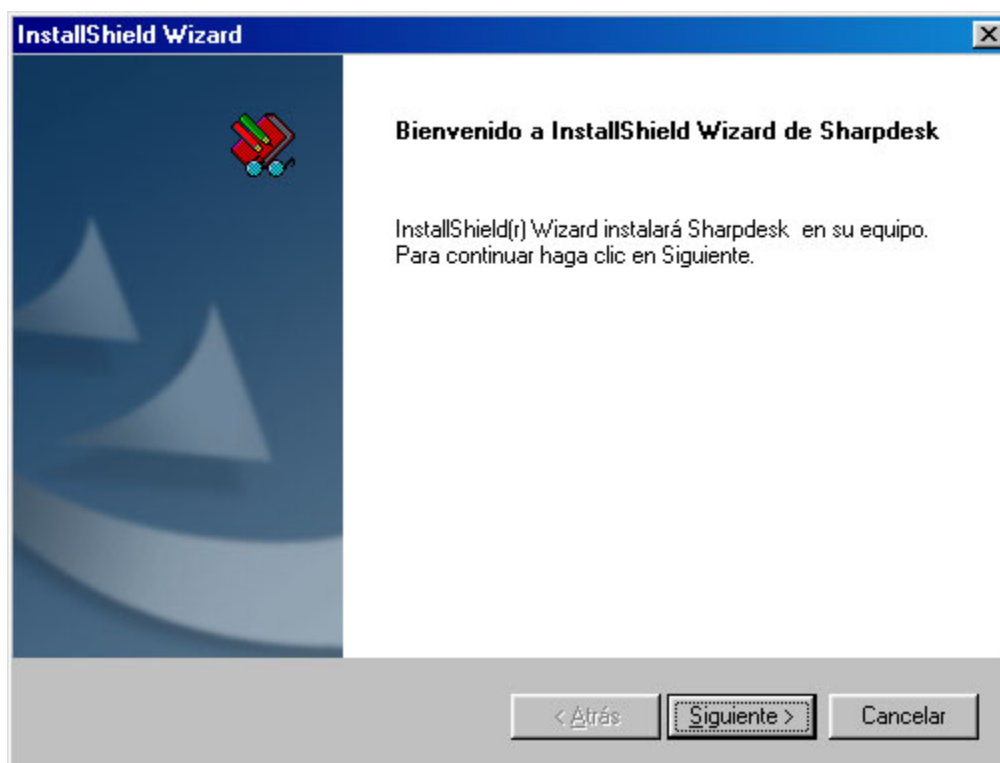 InstallShield Wizard
Bienvenido a InstallShield Wizard de Sharpdesk
InstallShield(r) Wizard instalará Sharpdesk  en su equipo.
Para continuar haga clic en Siguiente.
< Atrás
Siguiente >
Cancelar